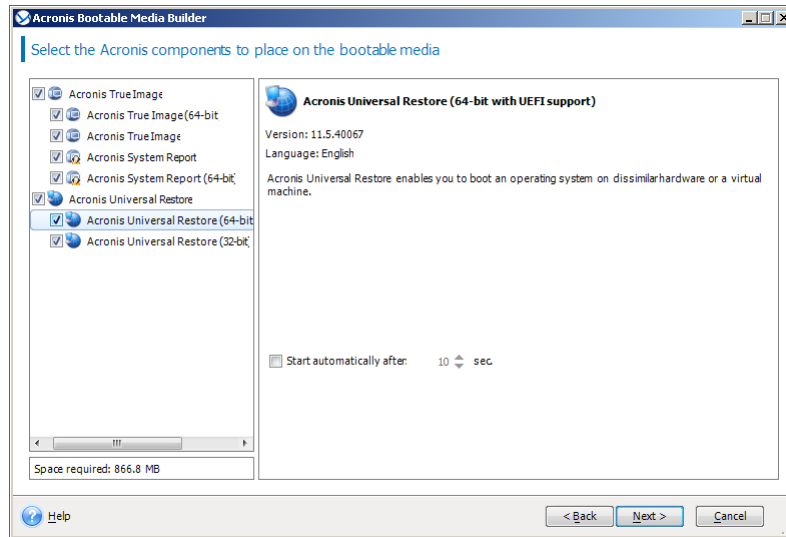 Acronis Bootable Media Builder
Select the Acronis components to place on the bootable media
Acronis True Image
Acronis True Image (64-bit
Acronis True Image
Acronis System Report
Acronis System Report (64-bit)
Acronis Universal Restore
Acronis Universal Restore (64-bit
Acronis Universal Restore (32-bit)
Space required: 866.8 MB
Acronis Universal Restore (64-bit with UEFI support)
Version: 11.5.40067
Language: English
Acronis Universal Restore enables you to boot an operating system on dissimilar hardware or a virtual
machine.
Start automatically after: 10 sec.
Help
< Back Next > Cancel